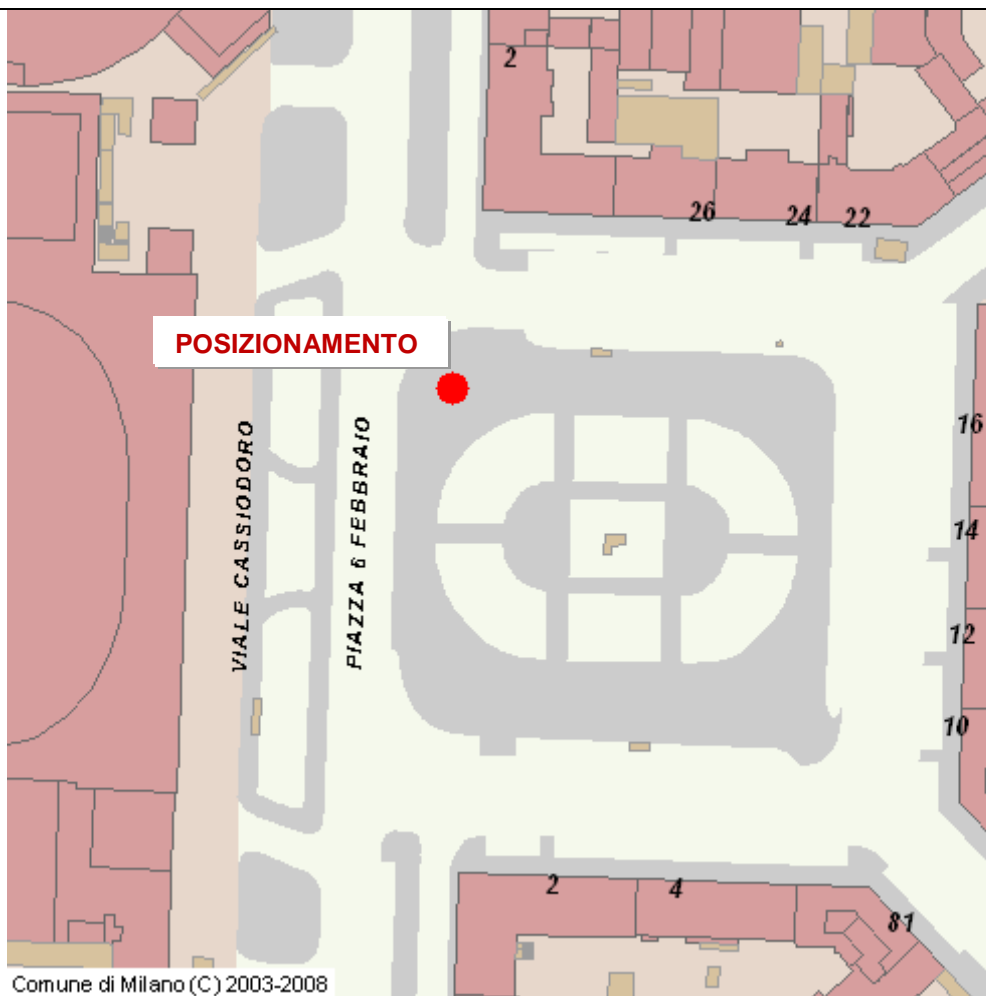 2
26
24
22
POSIZIONAMENTO
VIALE CASSIODORO
PIAZZA 6 FEBBRAIO
16
14
12
10
2
4
81
Comune di Milano (C) 2003-2008